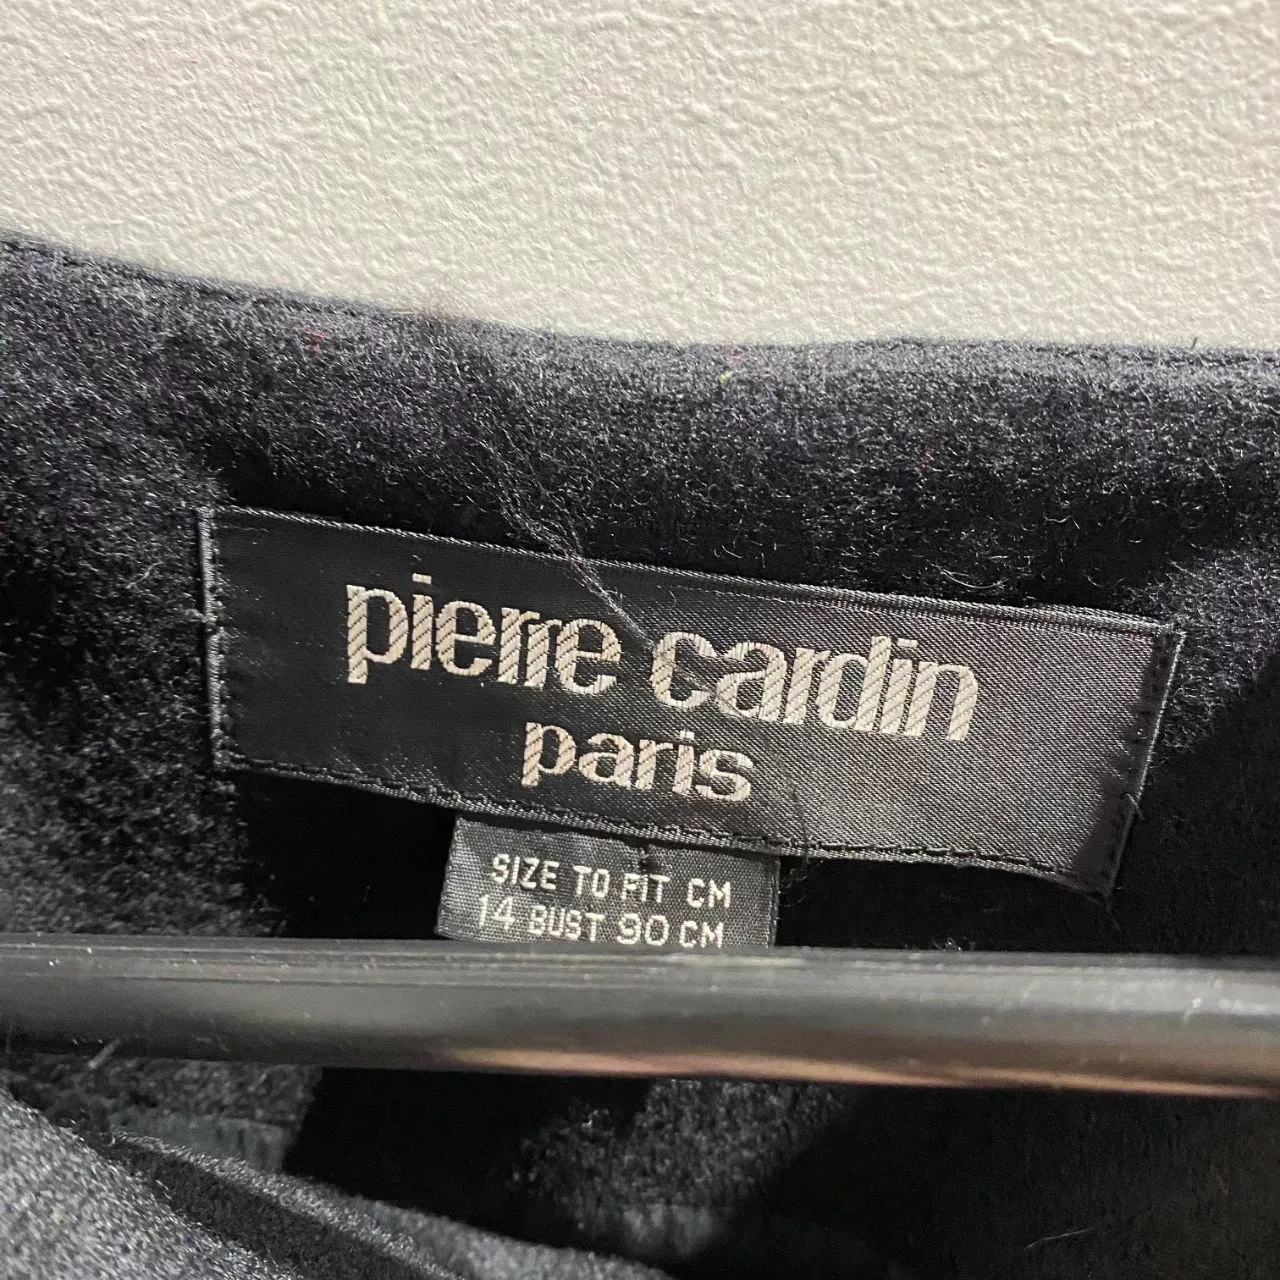 pierre cardin
paris
SIZE TO FIT CM
14 BUST 90 CM